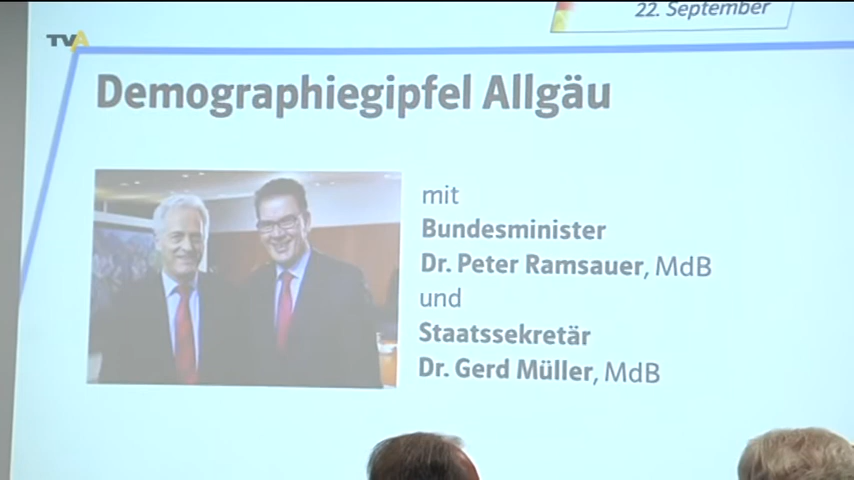 22. September
TVA
Demographiegipfel Allgäu
mit
Bundesminister
Dr. Peter Ramsauer, MdB
und
Staatssekretär
Dr. Gerd Müller, MdB